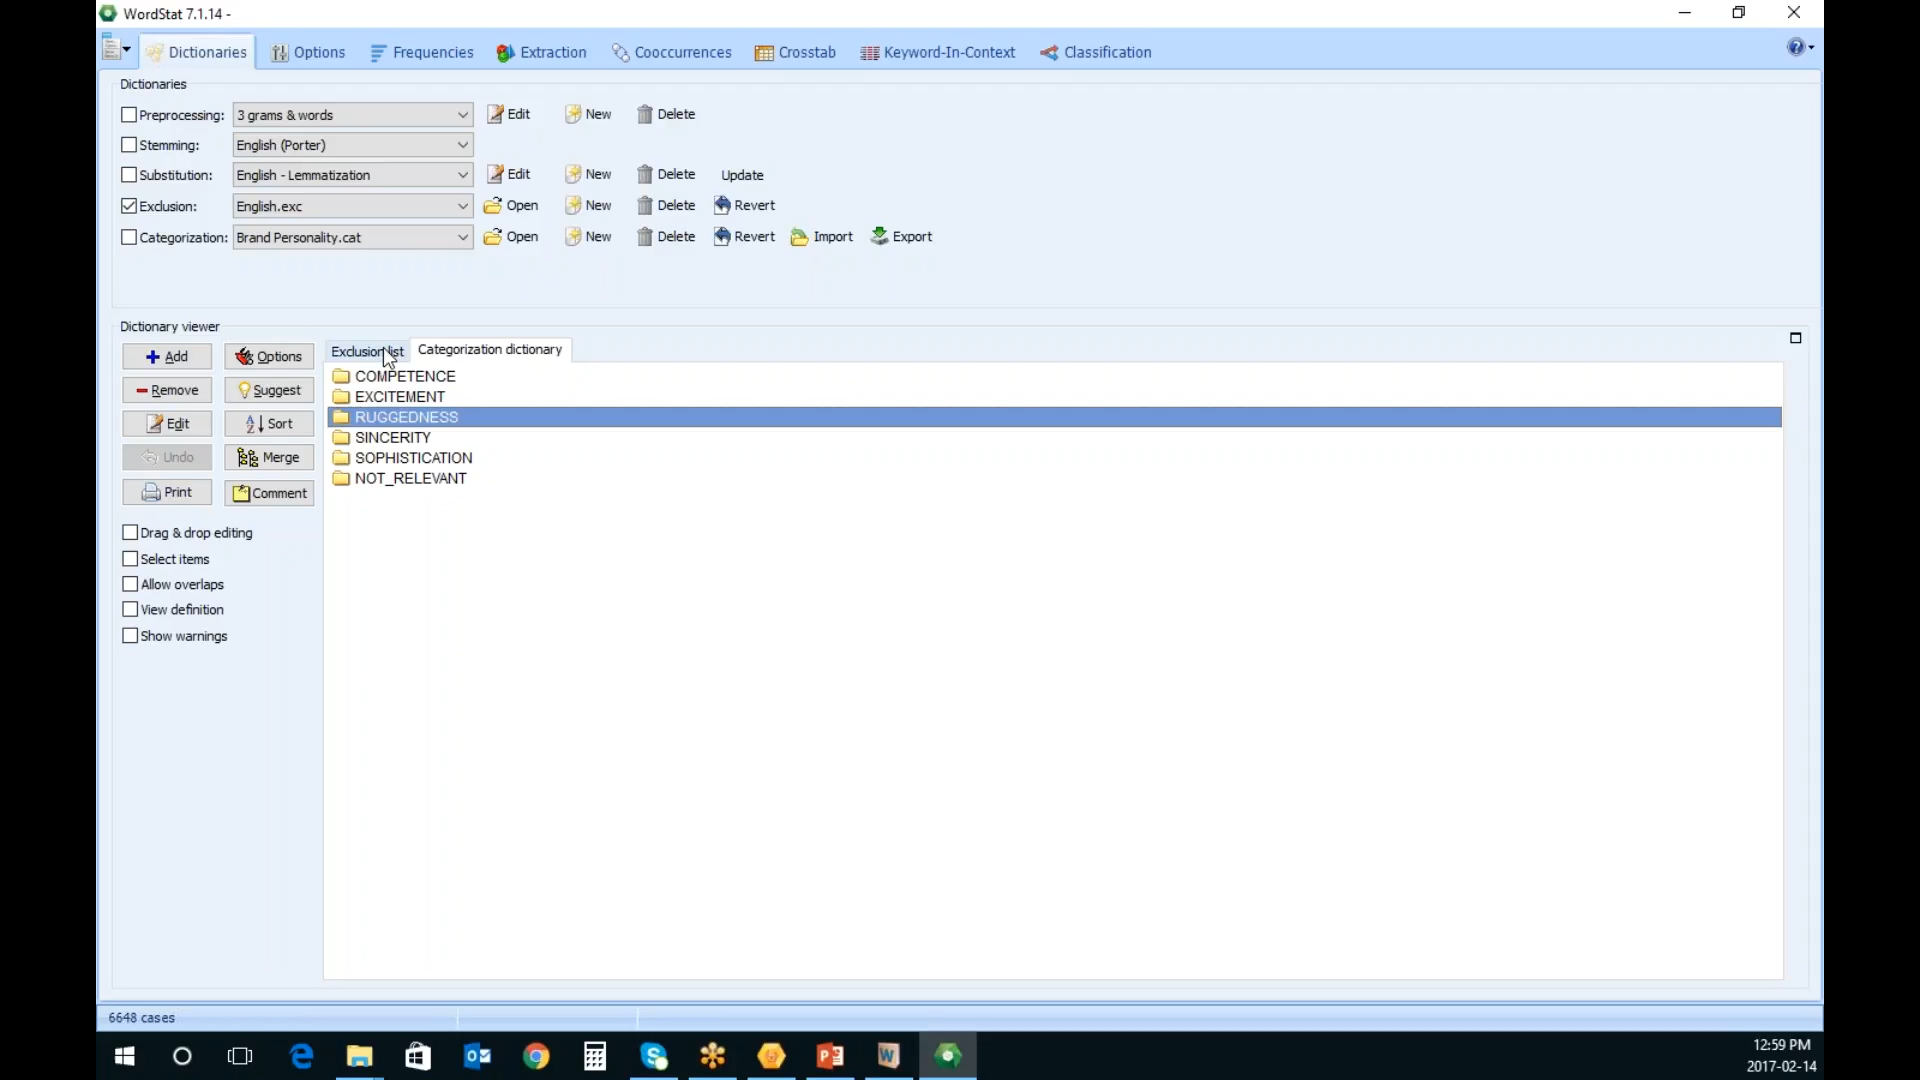 WordStat 7.1.14 -
Dictionaries Options Frequencies Extraction Cooccurrences Crosstab Keyword-In-Context Classification
Dictionaries
Preprocessing: 3 grams & words Edit New Delete
Stemming: English (Porter)
Substitution: English - Lemmatization Edit New Delete Update
Exclusion: English.exc Open New Delete Revert
Categorization: Brand Personality.cat Open New Delete Revert Import Export
Dictionary viewer
Add Options
Remove Suggest
Edit Sort
Undo Merge
Print Comment
Drag & drop editing
Select items
Allow overlaps
View definition
Show warnings
Exclusion list Categorization dictionary
COMPETENCE
EXCITEMENT
RUGGEDNESS
SINCERITY
SOPHISTICATION
NOT_RELEVANT
6648 cases
12:59 PM
2017-02-14